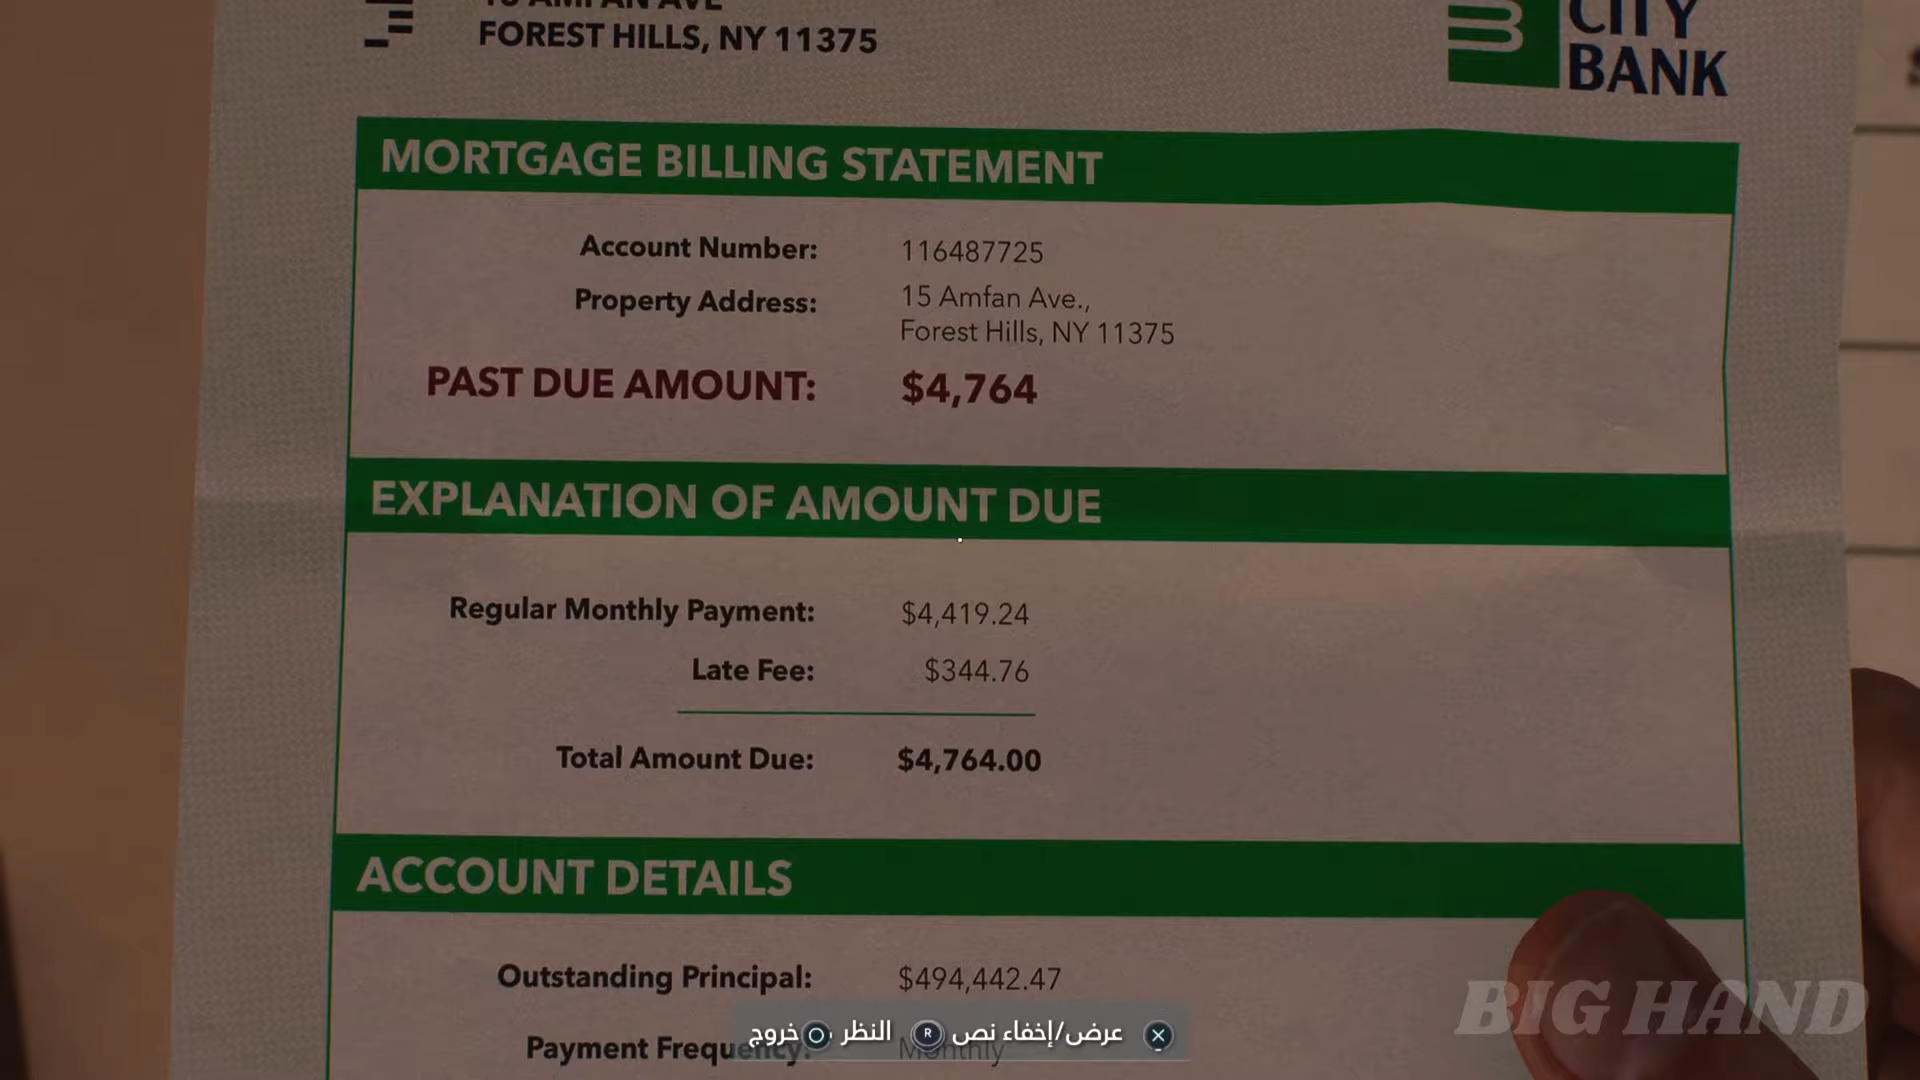 FOREST HILLS, NY 11375
CITY
BANK
MORTGAGE BILLING STATEMENT
Account Number: 116487725
Property Address: 15 Amfan Ave.,
Forest Hills, NY 11375
PAST DUE AMOUNT: $4,764
EXPLANATION OF AMOUNT DUE
Regular Monthly Payment: $4,419.24
Late Fee: $344.76
Total Amount Due: $4,764.00
ACCOUNT DETAILS
Outstanding Principal: $494,442.47
Payment Frequency: Monthly
عرض/إخفاء نص R النظر خروج
BIG HAND